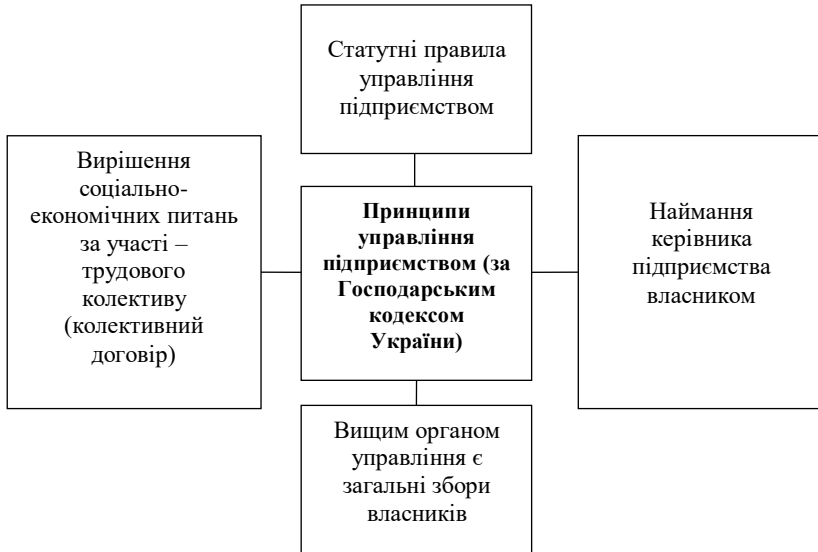 Статутні правила
управління
підприємством
Вирішення
соціально-
економічних питань
за участі –
трудового
колективу
(колективний
договір)
Принципи
управління
підприємством (за
Господарським
кодексом
України)
Наймання
керівника
підприємства
власником
Вищим органом
управління є
загальні збори
власників